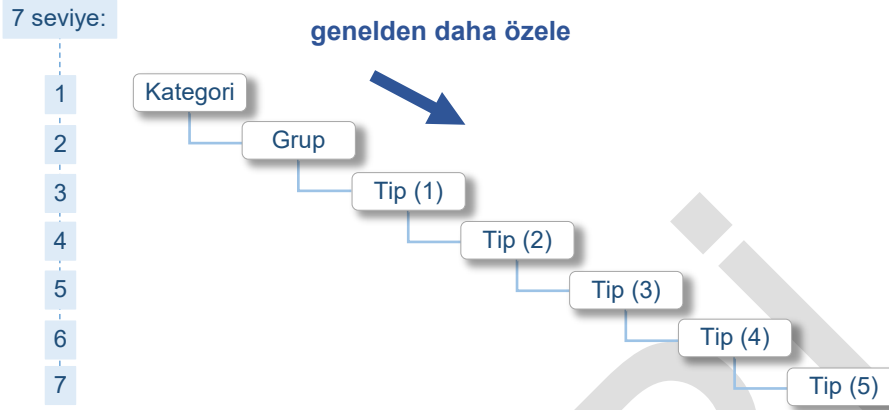 7 seviye:
genelden daha özele
1
Kategori
2
Grup
3
Tip (1)
4
Tip (2)
5
Tip (3)
6
Tip (4)
7
Tip (5)